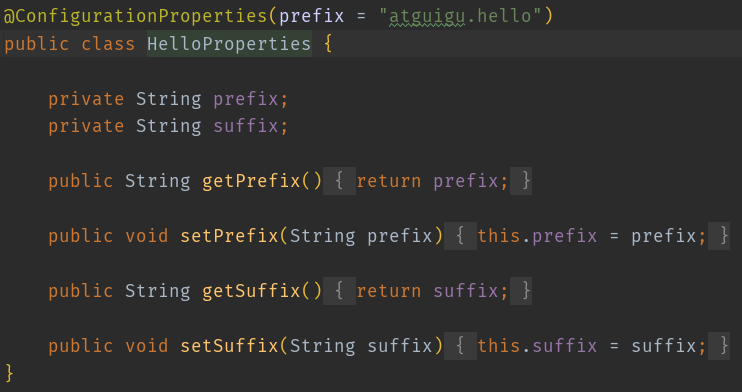 @ConfigurationProperties(prefix = "atguigu.hello")
public class HelloProperties {
private String prefix;
private String suffix;
public String getPrefix() { return prefix; }
public void setPrefix(String prefix) { this.prefix = prefix; }
public String getSuffix() { return suffix; }
public void setSuffix(String suffix) { this.suffix = suffix; }
}